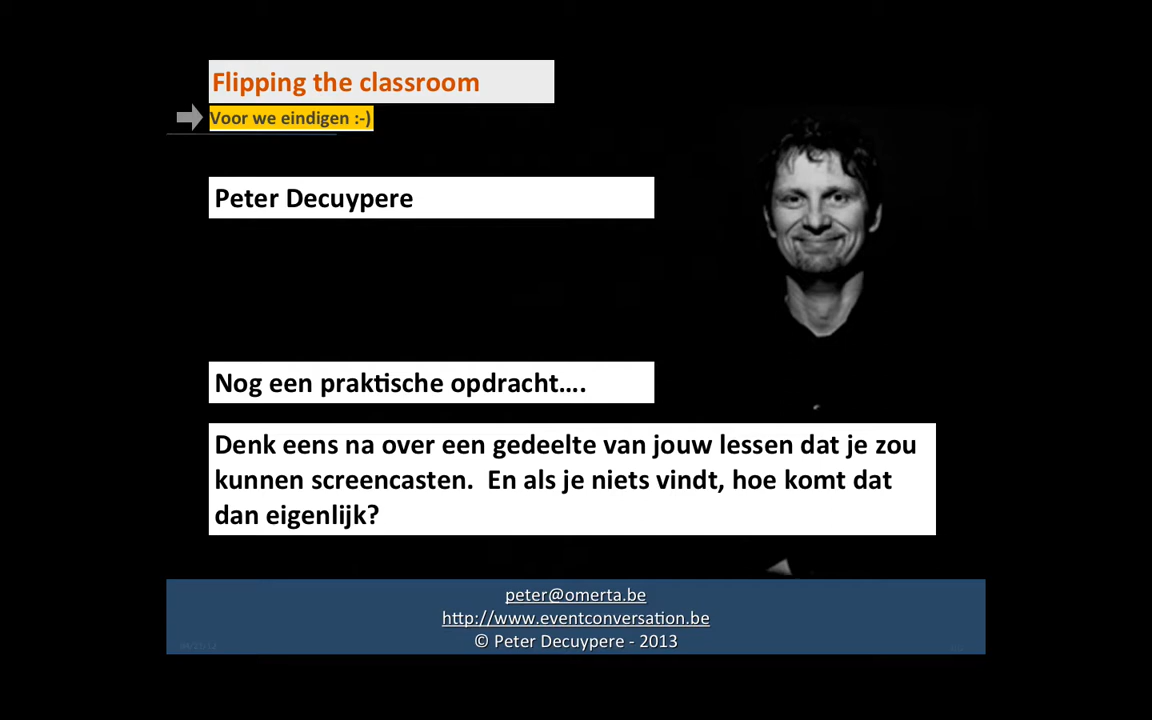 Flipping the classroom
Voor we eindigen :-)
Peter Decuypere
Nog een praktische opdracht....
Denk eens na over een gedeelte van jouw lessen dat je zou
kunnen screencasten. En als je niets vindt, hoe komt dat
dan eigenlijk?
peter@omerta.be
http://www.eventconversation.be
© Peter Decuypere - 2013